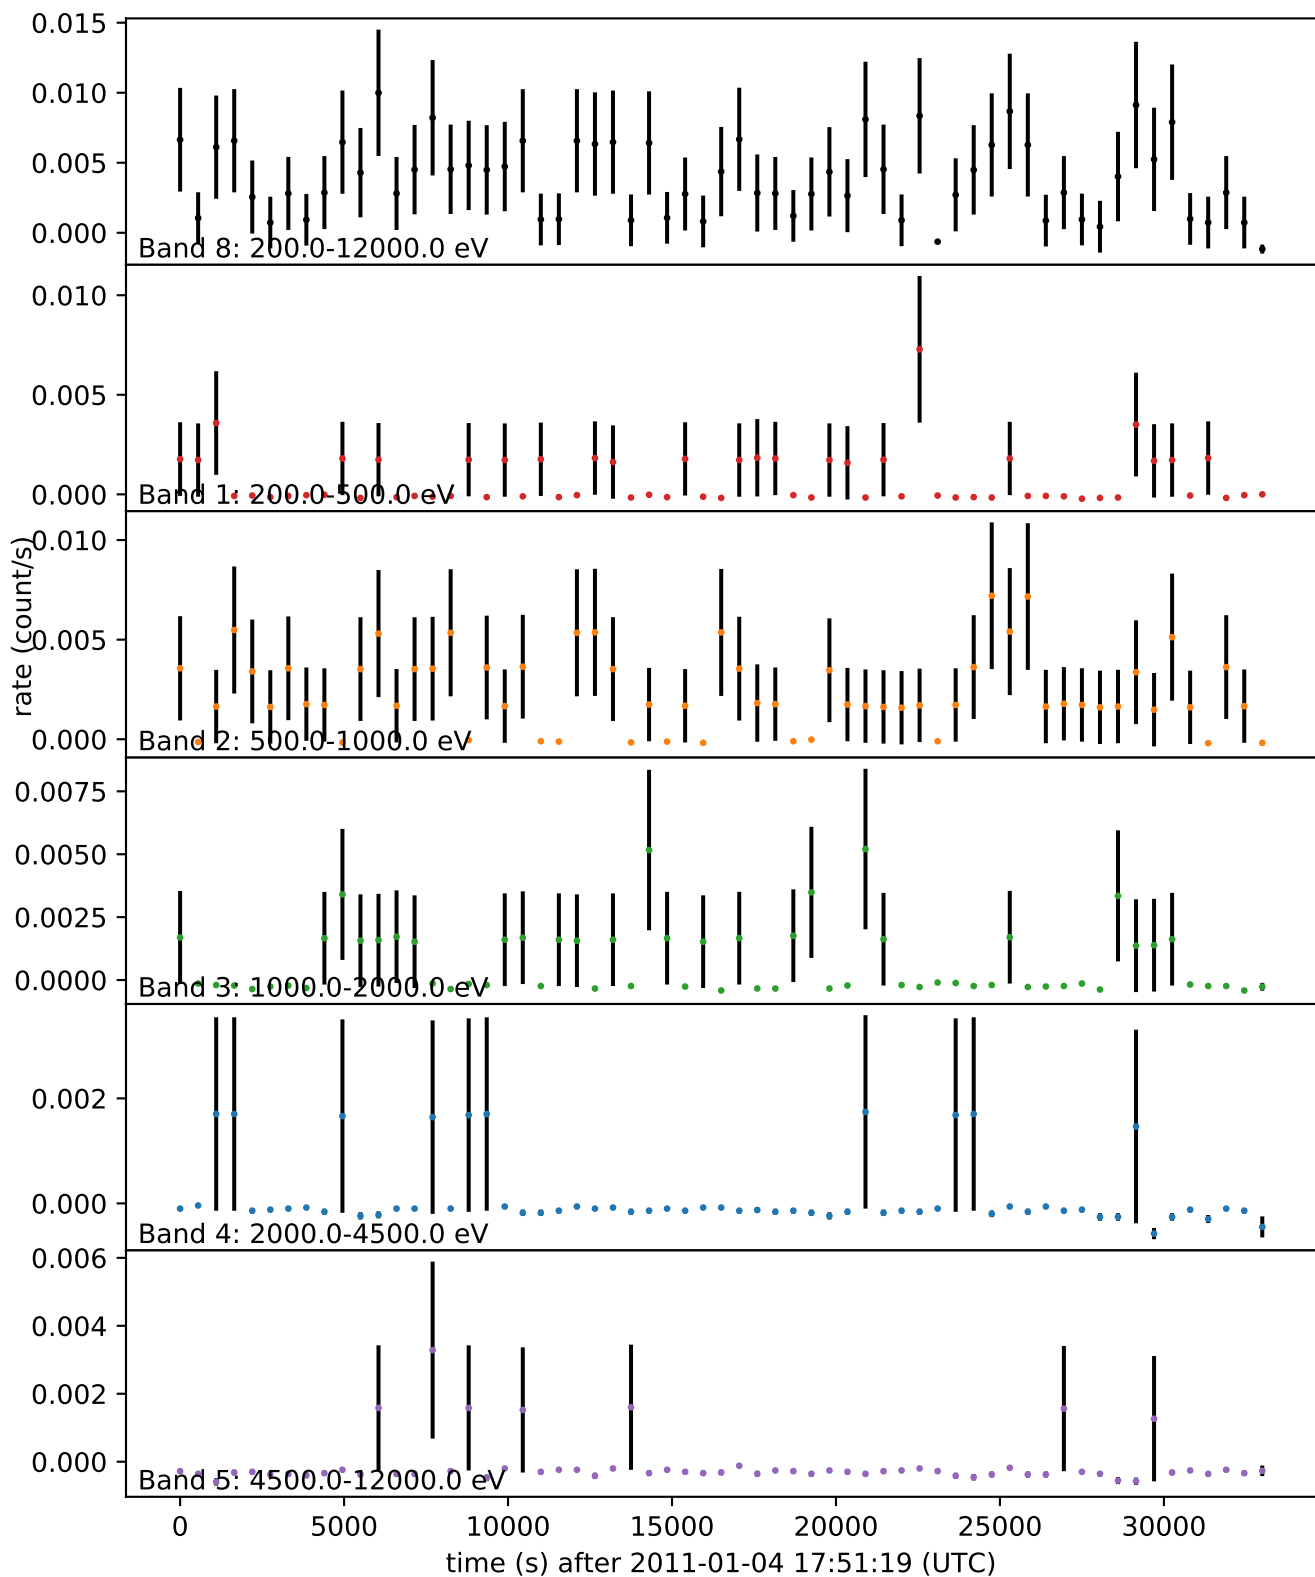 0.015
0.010
0.005
0.000
Band 8: 200.0-12000.0 eV
0.010
0.005
0.000
Band 1: 200.0-500.0 eV
rate (count/s)
0.010
0.005
0.000
Band 2: 500.0-1000.0 eV
0.0075
0.0050
0.0025
0.0000
Band 3: 1000.0-2000.0 eV
0.002
0.000
Band 4: 2000.0-4500.0 eV
0.006
0.004
0.002
0.000
Band 5: 4500.0-12000.0 eV
0 5000 10000 15000 20000 25000 30000
time (s) after 2011-01-04 17:51:19 (UTC)